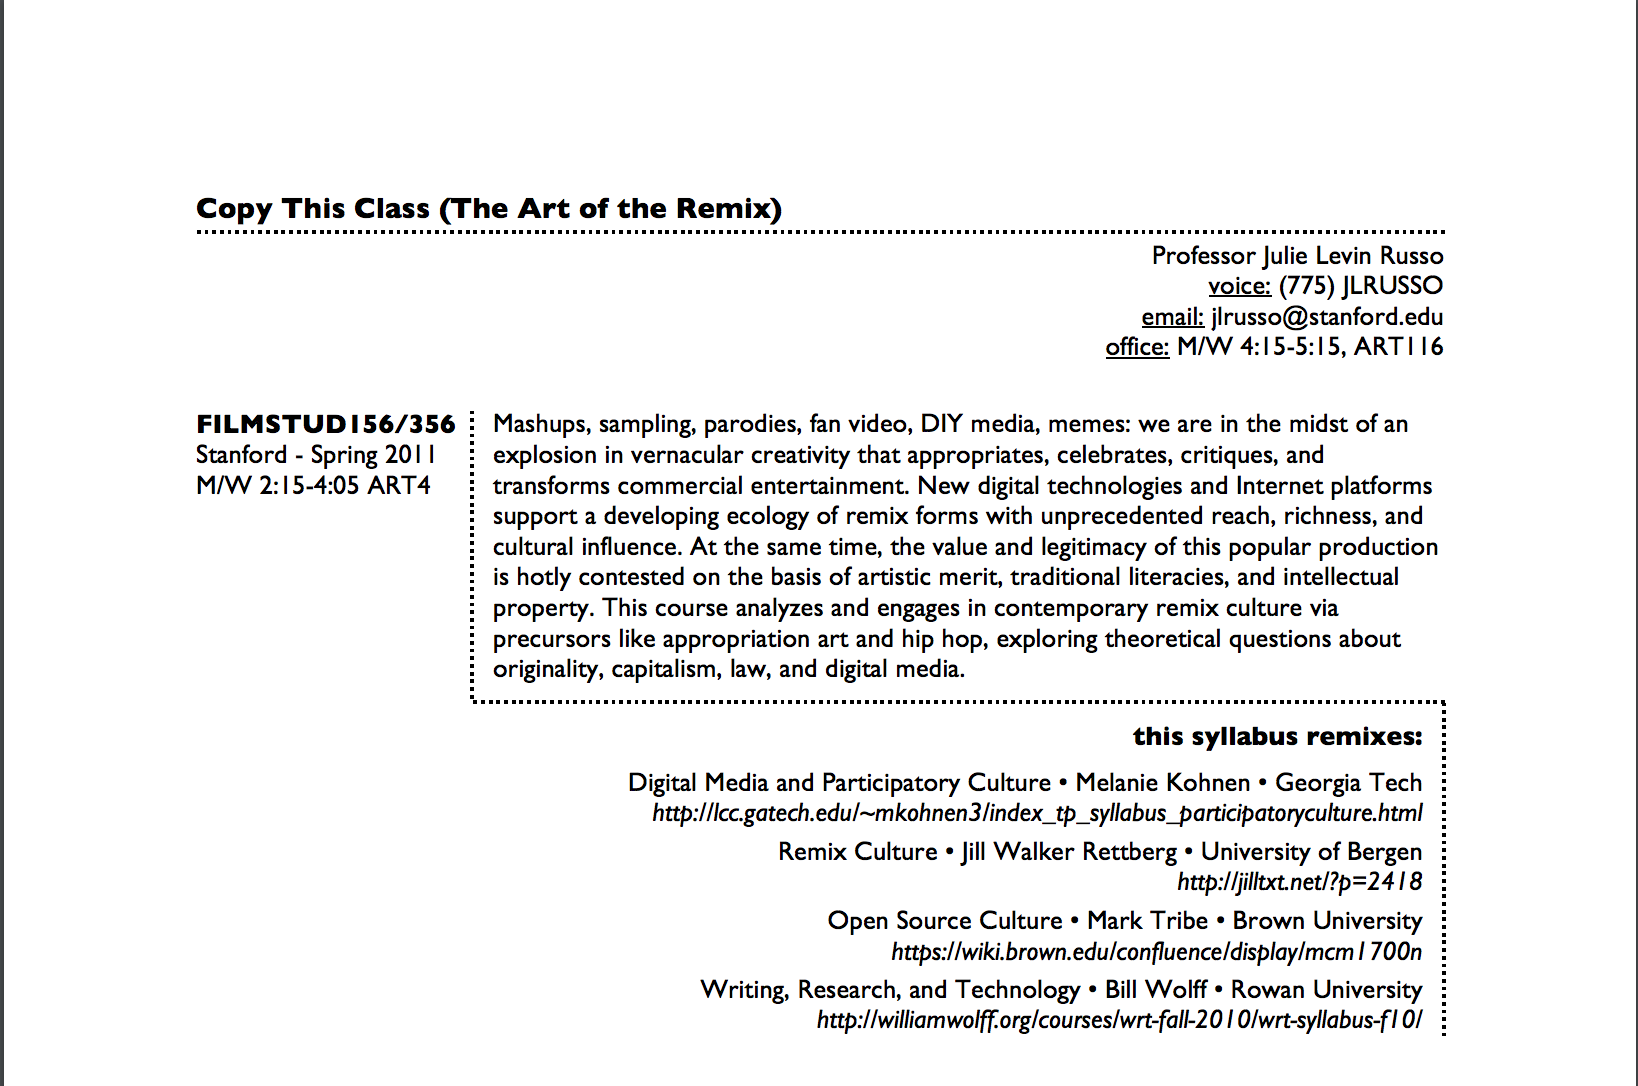 Copy This Class (The Art of the Remix)
Professor Julie Levin Russo
voice: (775) JLRUSSO
email: jlrusso@stanford.edu
office: M/W 4:15-5:15, ART116
FILMSTUD156/356
Stanford - Spring 2011
M/W 2:15-4:05 ART4
Mashups, sampling, parodies, fan video, DIY media, memes: we are in the midst of an
explosion in vernacular creativity that appropriates, celebrates, critiques, and
transforms commercial entertainment. New digital technologies and Internet platforms
support a developing ecology of remix forms with unprecedented reach, richness, and
cultural influence. At the same time, the value and legitimacy of this popular production
is hotly contested on the basis of artistic merit, traditional literacies, and intellectual
property. This course analyzes and engages in contemporary remix culture via
precursors like appropriation art and hip hop, exploring theoretical questions about
originality, capitalism, law, and digital media.
this syllabus remixes:
Digital Media and Participatory Culture • Melanie Kohnen • Georgia Tech
http://lcc.gatech.edu/~mkohnen3/index_tp_syllabus_participatoryculture.html
Remix Culture • Jill Walker Rettberg • University of Bergen
http://jilltxt.net/?p=2418
Open Source Culture • Mark Tribe • Brown University
https://wiki.brown.edu/confluence/display/mcm1700n
Writing, Research, and Technology • Bill Wolff • Rowan University
http://williamwolff.org/courses/wrt-fall-2010/wrt-syllabus-f10/